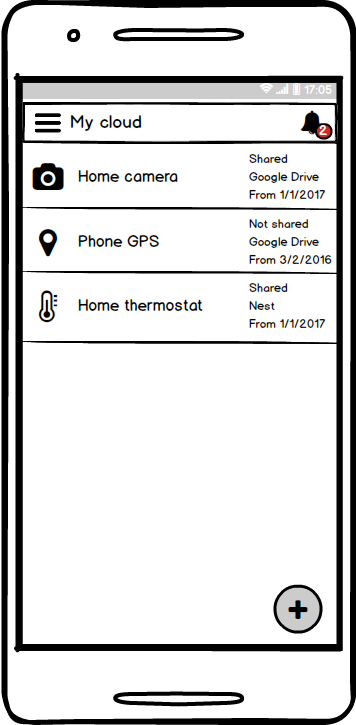 17:05
My cloud
2
Home camera
Shared
Google Drive
From 1/1/2017
Phone GPS
Not shared
Google Drive
From 3/2/2016
Home thermostat
Shared
Nest
From 1/1/2017